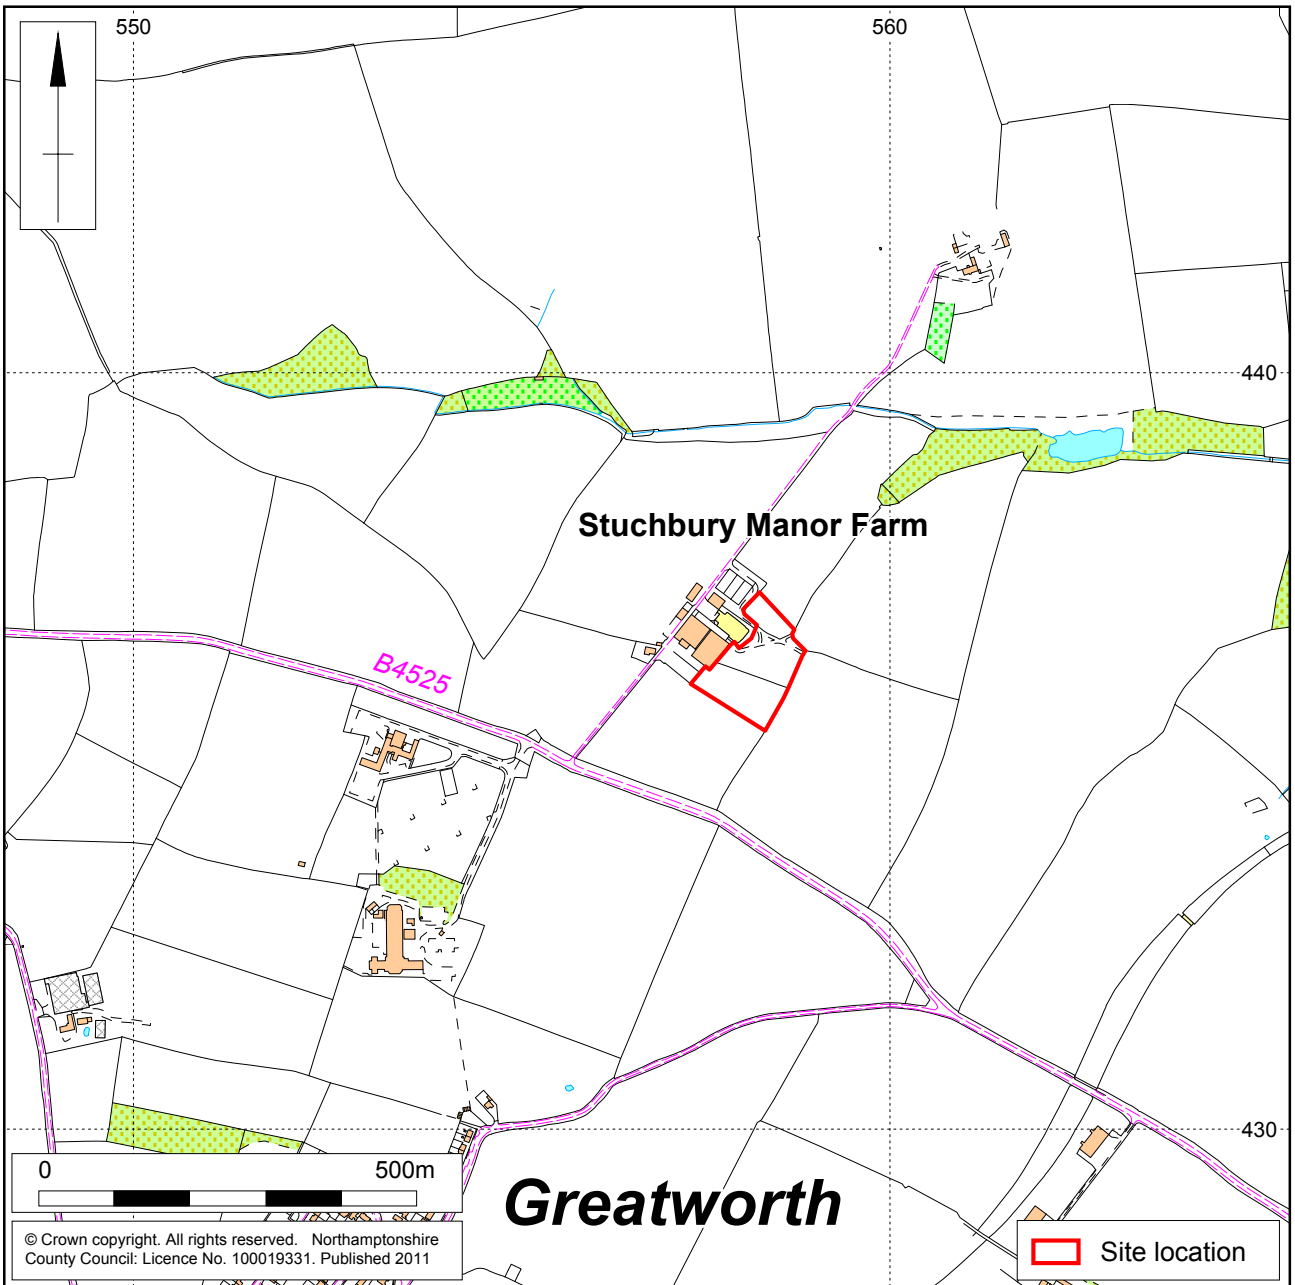 550
560
440
Stuchbury Manor Farm
B4525
430
0 500m
Greatworth
© Crown copyright. All rights reserved. Northamptonshire
County Council: Licence No. 100019331. Published 2011
Site location